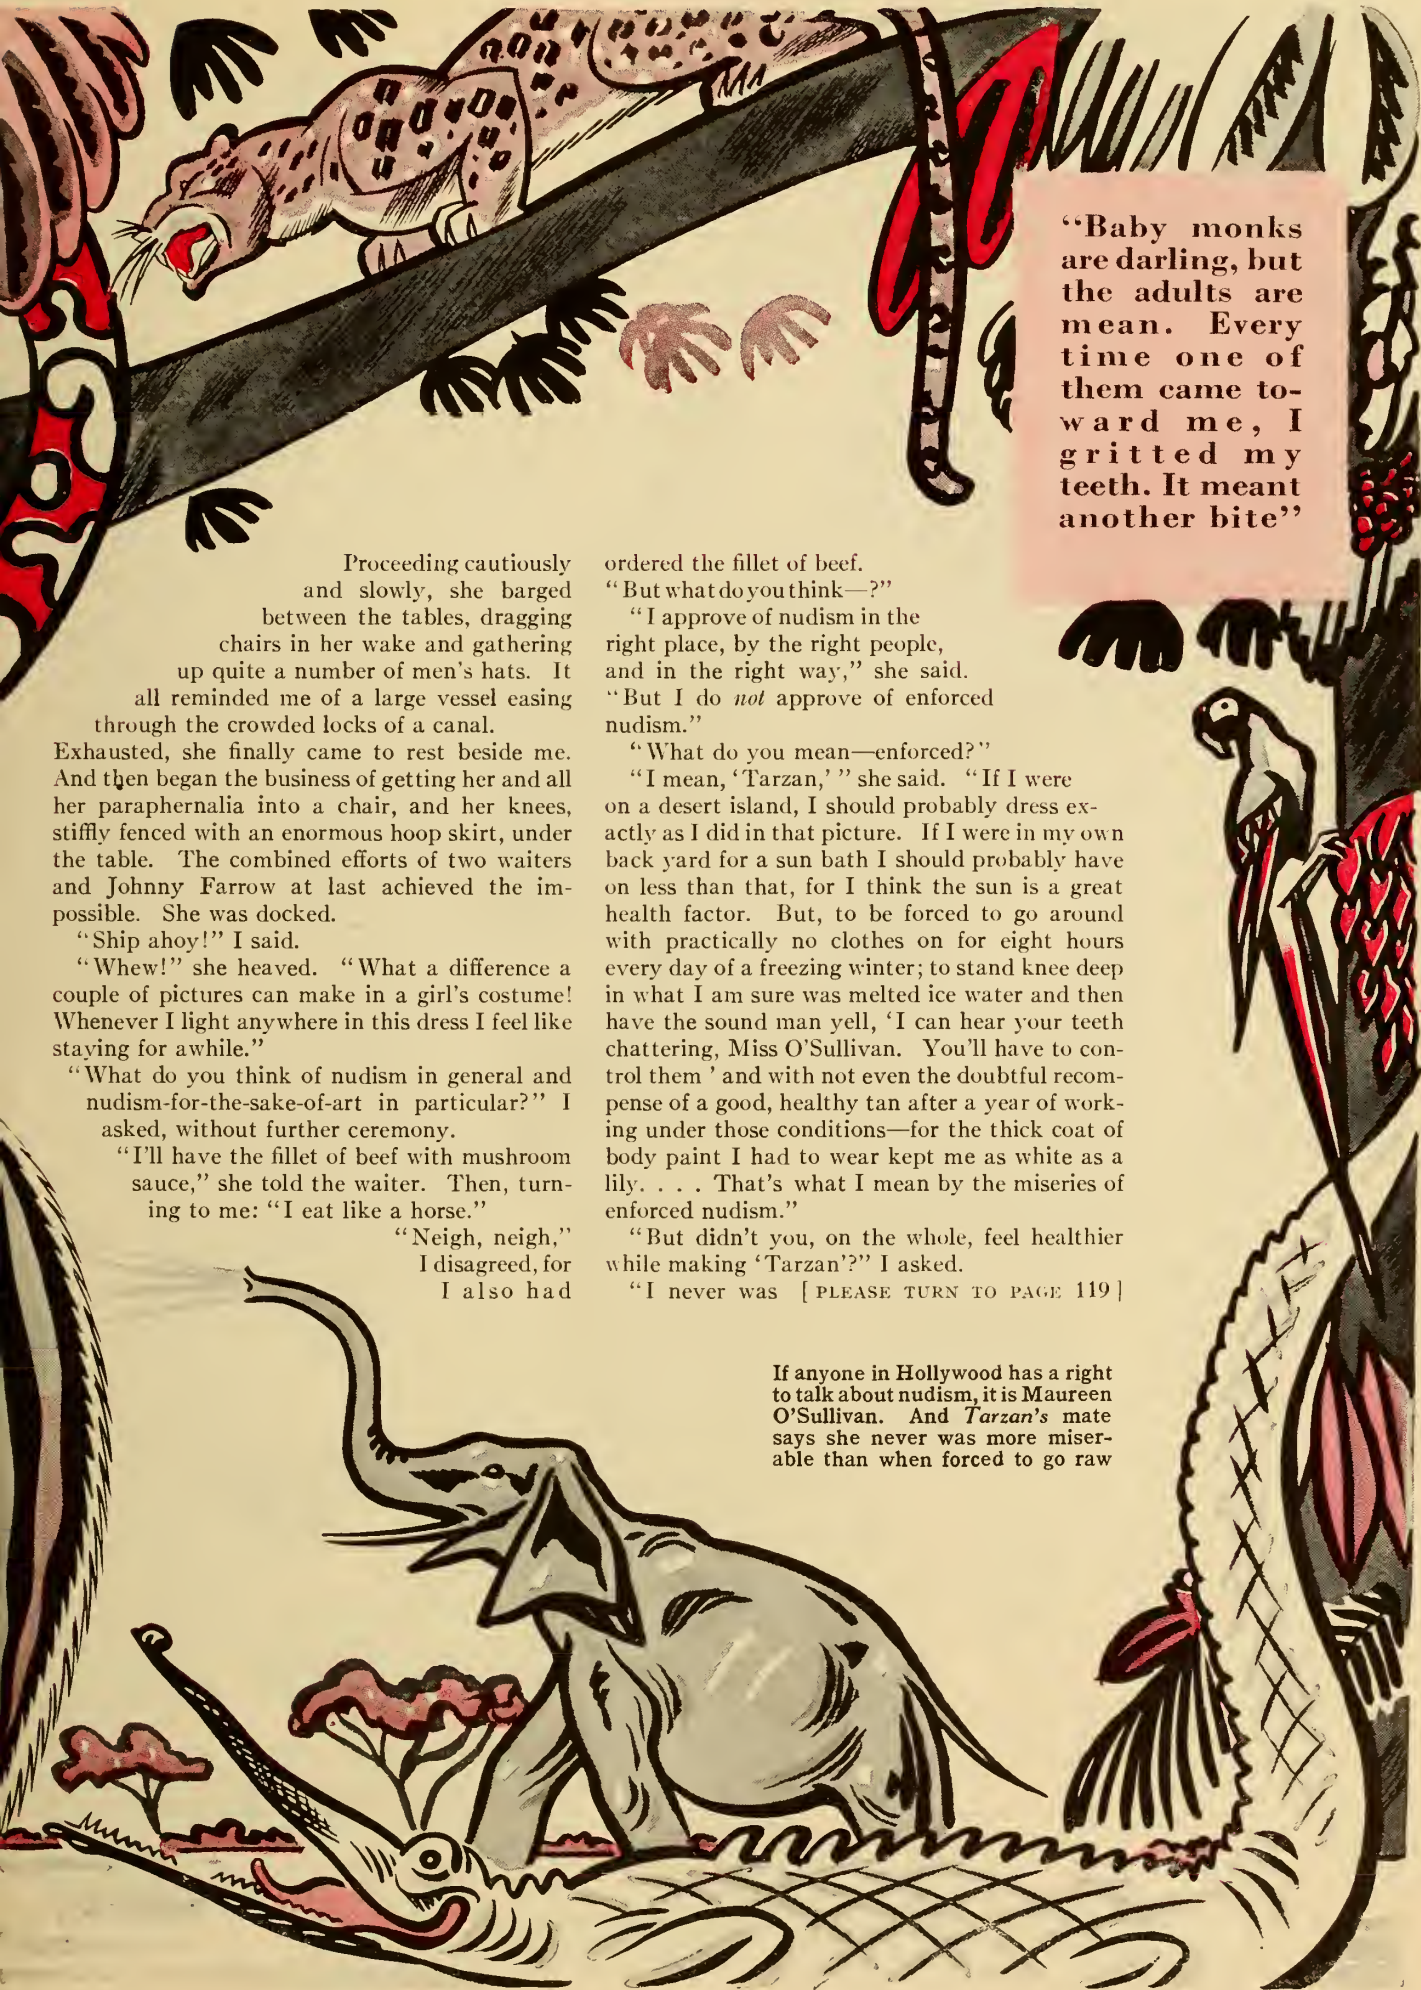 “Baby monks
are darling, but
the adults are
mean. Every
time one of
them came to-
ward me, I
gritted my
teeth. It meant
another bite”
Proceeding cautiously
and slowly, she barged
between the tables, dragging
chairs in her wake and gathering
up quite a number of men's hats. It
all reminded me of a large vessel easing
through the crowded locks of a canal.
Exhausted, she finally came to rest beside me.
And then began the business of getting her and all
her paraphernalia into a chair, and her knees,
stiffly fenced with an enormous hoop skirt, under
the table. The combined efforts of two waiters
and Johnny Farrow at last achieved the im-
possible. She was docked.
“Ship ahoy!” I said.
“Whew!” she heaved. “What a difference a
couple of pictures can make in a girl's costume!
Whenever I light anywhere in this dress I feel like
staying for awhile.”
“What do you think of nudism in general and
nudism-for-the-sake-of-art in particular?” I
asked, without further ceremony.
“I'll have the fillet of beef with mushroom
sauce,” she told the waiter. Then, turn-
ing to me: “I eat like a horse.”
“Neigh, neigh,”
I disagreed, for
I also had
ordered the fillet of beef.
“But what do you think—?”
“I approve of nudism in the
right place, by the right people,
and in the right way,” she said.
“But I do not approve of enforced
nudism.”
“What do you mean—enforced?”
“I mean, ‘Tarzan,’ ” she said. “If I were
on a desert island, I should probably dress ex-
actly as I did in that picture. If I were in my own
back yard for a sun bath I should probably have
on less than that, for I think the sun is a great
health factor. But, to be forced to go around
with practically no clothes on for eight hours
every day of a freezing winter; to stand knee deep
in what I am sure was melted ice water and then
have the sound man yell, ‘I can hear your teeth
chattering, Miss O'Sullivan. You'll have to con-
trol them ’ and with not even the doubtful recom-
pense of a good, healthy tan after a year of work-
ing under those conditions—for the thick coat of
body paint I had to wear kept me as white as a
lily. . . . That's what I mean by the miseries of
enforced nudism.”
“But didn't you, on the whole, feel healthier
while making ‘Tarzan’?” I asked.
“I never was [ PLEASE TURN TO PAGE 119 ]
If anyone in Hollywood has a right
to talk about nudism, it is Maureen
O'Sullivan. And Tarzan's mate
says she never was more miser-
able than when forced to go raw